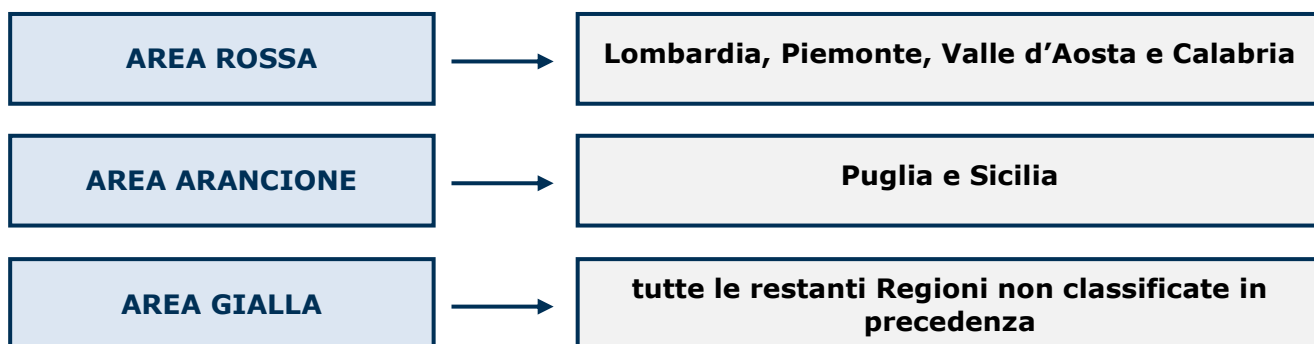 AREA ROSSA
Lombardia, Piemonte, Valle d’Aosta e Calabria
AREA ARANCIONE
Puglia e Sicilia
AREA GIALLA
tutte le restanti Regioni non classificate in
precedenza